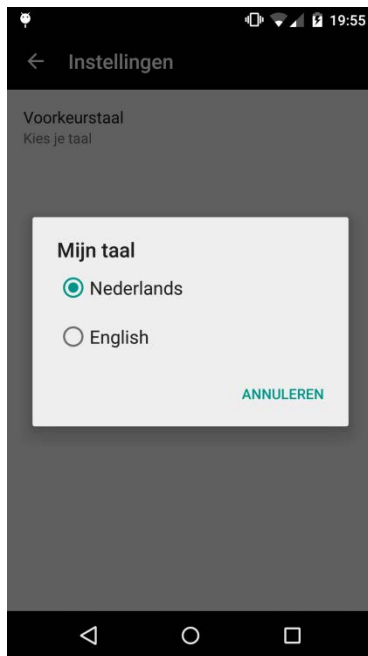 19:55
Instellingen
Voorkeurstaal
Kies je taal
Mijn taal
Nederlands
English
ANNULEREN